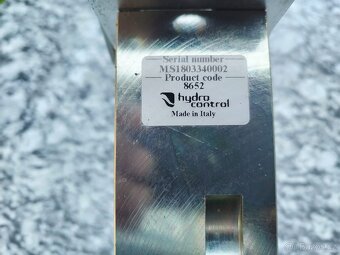 Serial number
MS1803340002
Product code
8652
hydro
control
Made in Italy